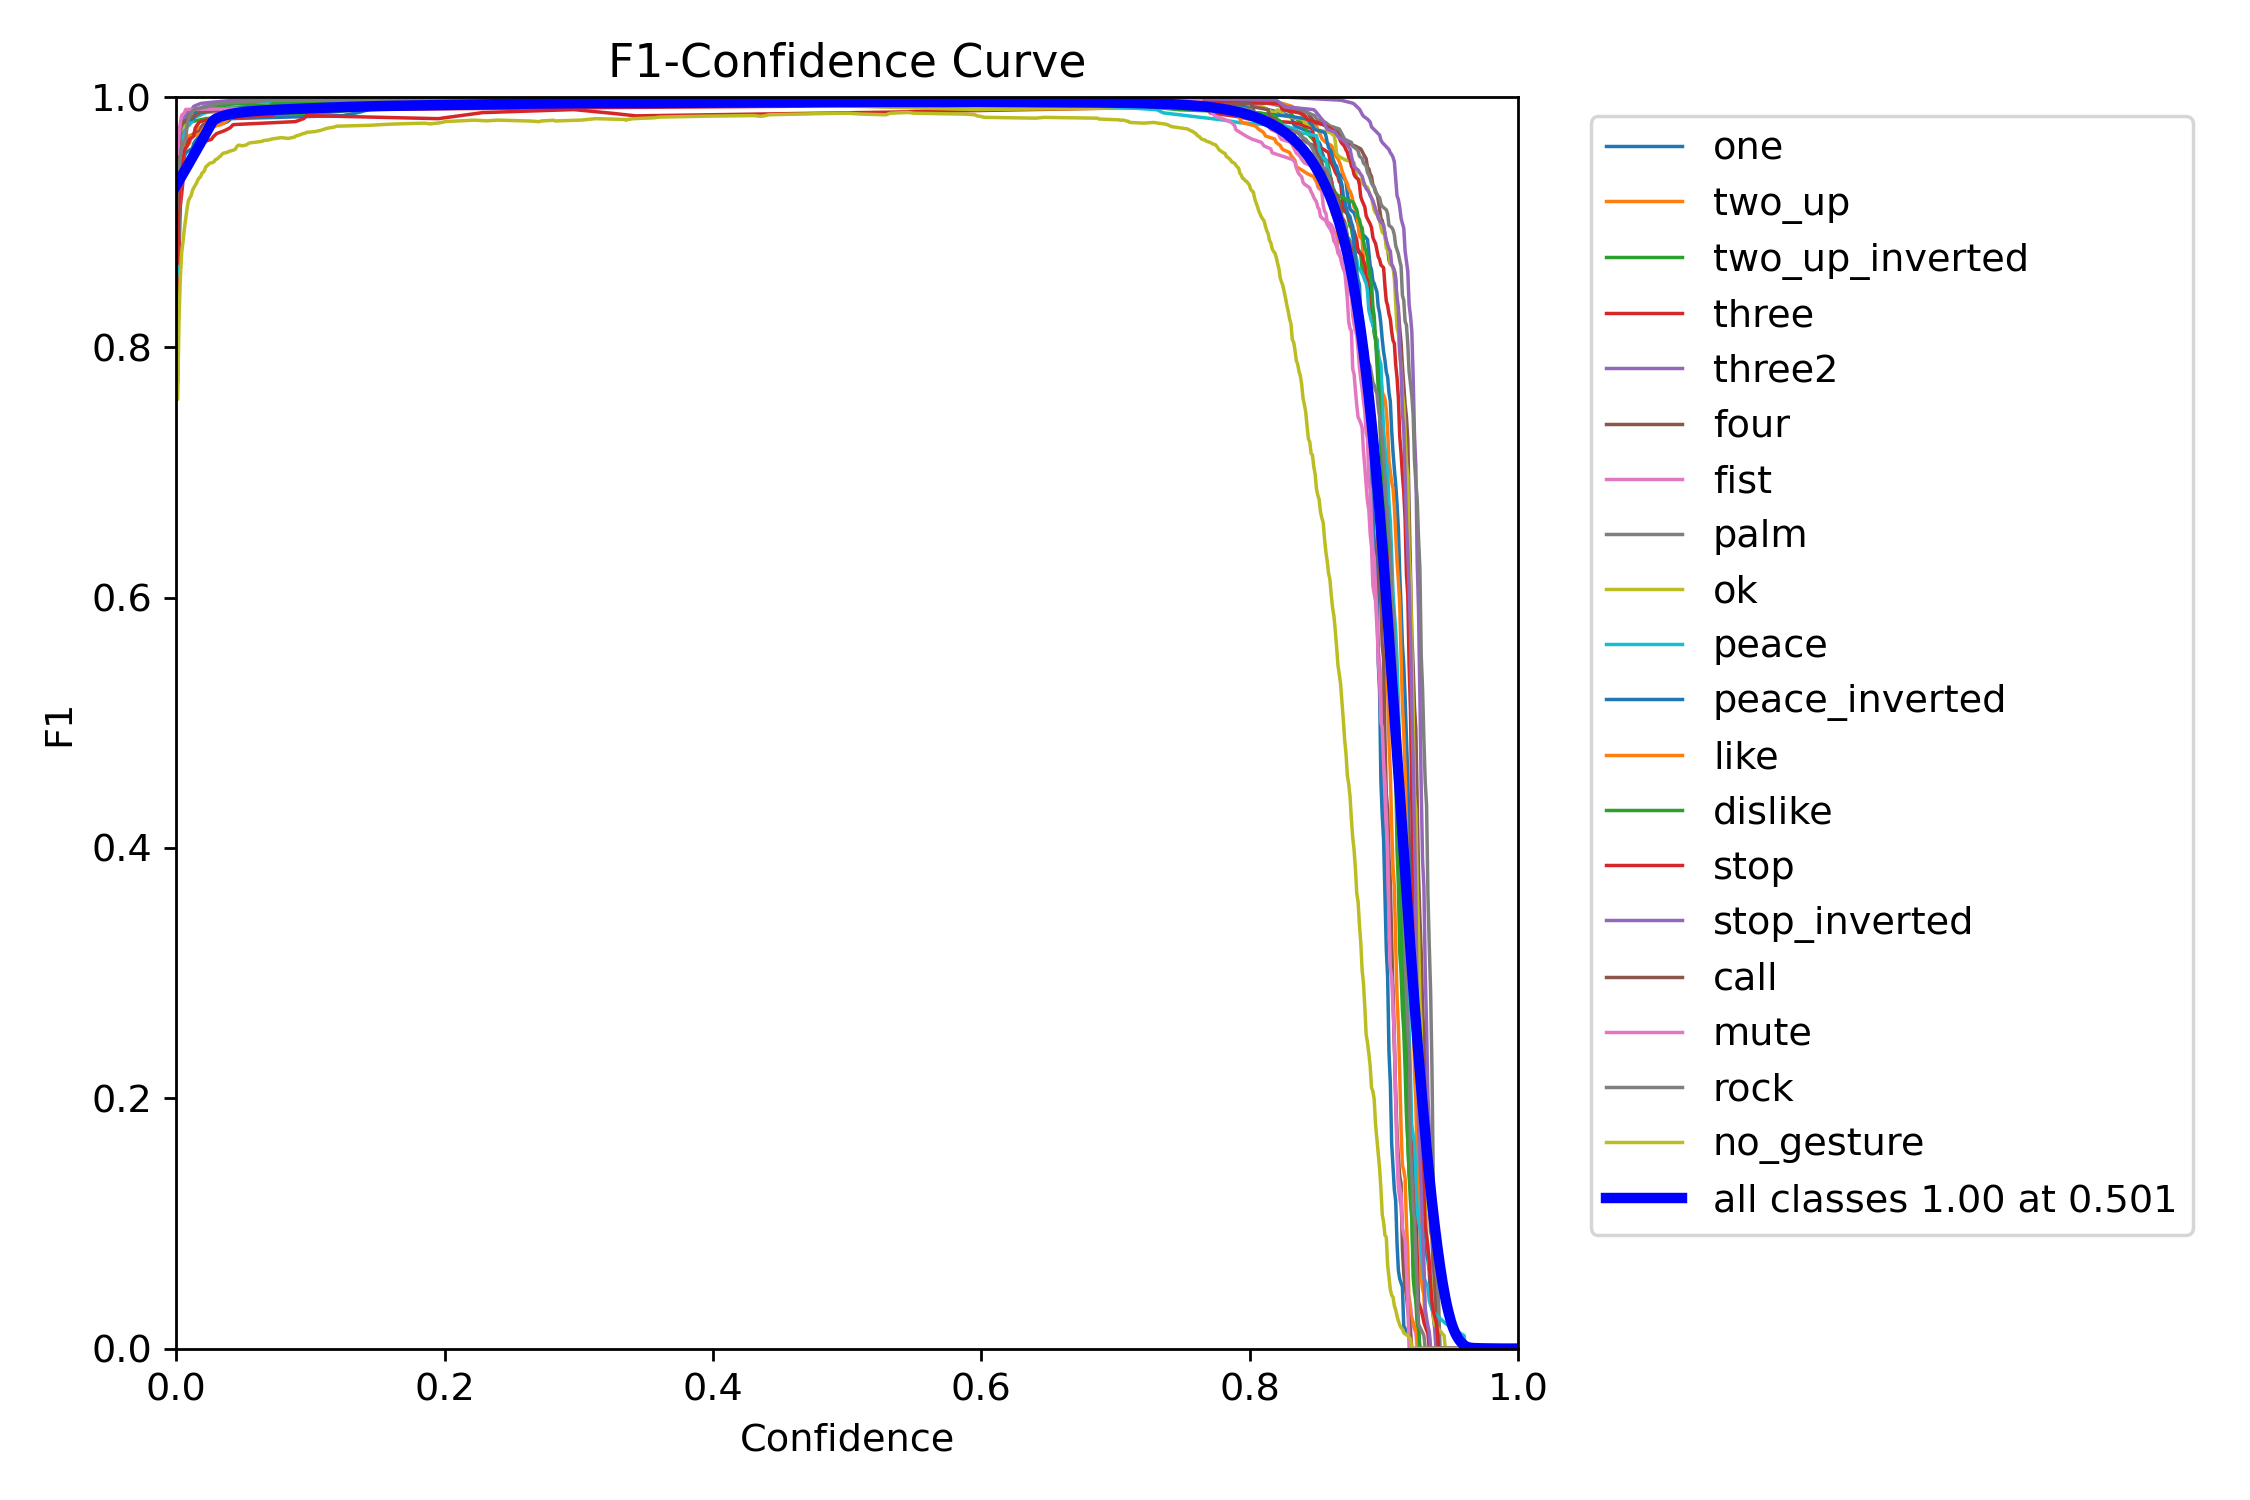 F1-Confidence Curve
1.0
0.8
0.6
0.4
0.2
0.0
F1
0.0 0.2 0.4 0.6 0.8 1.0
Confidence
one
two_up
two_up_inverted
three
three2
four
fist
palm
ok
peace
peace_inverted
like
dislike
stop
stop_inverted
call
mute
rock
no_gesture
all classes 1.00 at 0.501